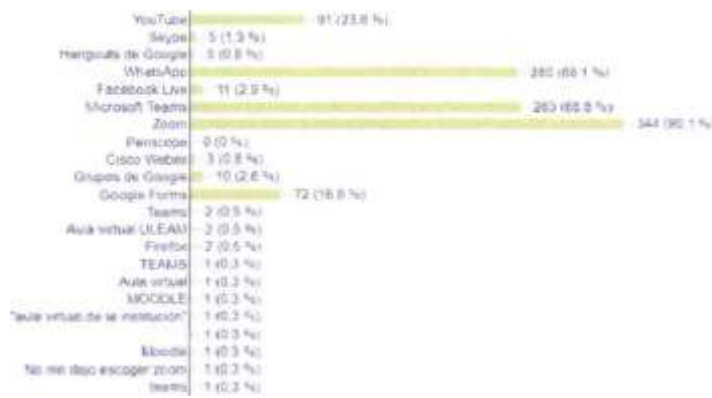 YouTube 91 (23,8 %)
Skype 5 (1,3 %)
Hangouts de Google 3 (0,8 %)
WhatsApp 260 (68,1 %)
Facebook Live 11 (2,9 %)
Microsoft Teams 263 (68,8 %)
Zoom 344 (90,1 %
Periscope 0 (0 %)
Cisco Webex 3 (0,8 %)
Grupos de Google 10 (2,6 %)
Google Forms 72 (18,8 %)
Teams 2 (0,5 %)
Aula virtual ULEAM 2 (0,5 %)
Firefox 2 (0,5 %)
TEAMS 1 (0,3 %)
Aula virtual 1 (0,3 %)
MOODLE 1 (0,3 %)
"aula virtual de la institución" 1 (0,3 %)
1 (0,3 %)
Moodle 1 (0,3 %)
No me dejo escoger zoom 1 (0,3 %)
teams 1 (0,3 %)